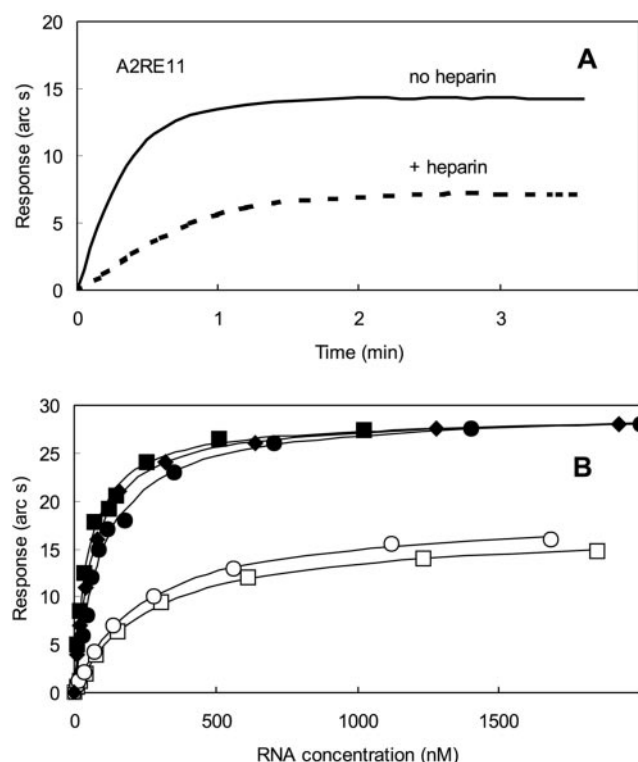 20
A
A2RE11
no heparin
15
Response (arc s)
10
+ heparin
5
0
0 1 2 3
Time (min)
30
25
B
20
Response (arc s)
15
10
5
0
0 500 1000 1500
RNA concentration (nM)